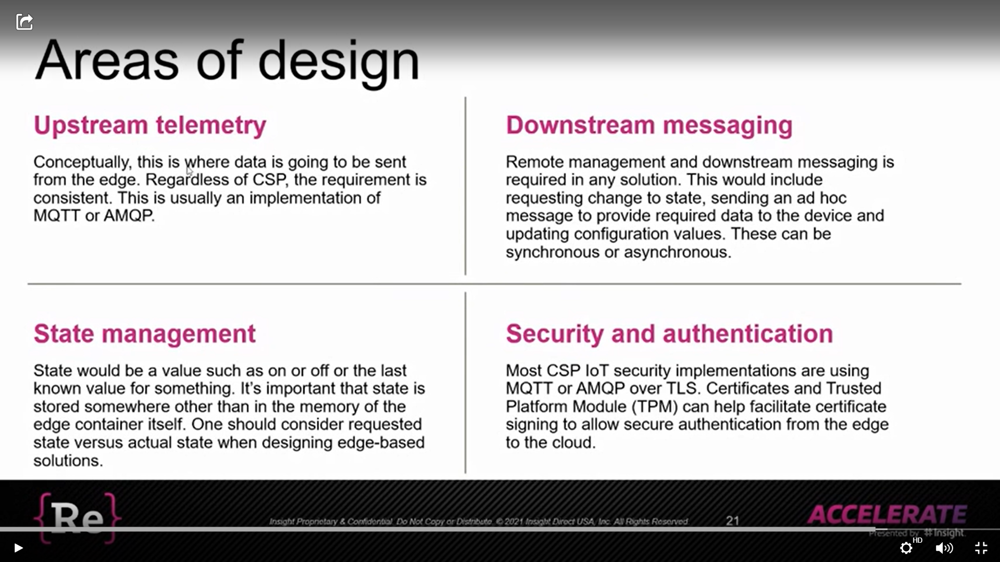 Areas of design
Upstream telemetry
Conceptually, this is where data is going to be sent
from the edge. Regardless of CSP, the requirement is
consistent. This is usually an implementation of
MQTT or AMQP.
Downstream messaging
Remote management and downstream messaging is
required in any solution. This would include
requesting change to state, sending an ad hoc
message to provide required data to the device and
updating configuration values. These can be
synchronous or asynchronous.
State management
State would be a value such as on or off or the last
known value for something. It’s important that state is
stored somewhere other than in the memory of the
edge container itself. One should consider requested
state versus actual state when designing edge-based
solutions.
Security and authentication
Most CSP IoT security implementations are using
MQTT or AMQP over TLS. Certificates and Trusted
Platform Module (TPM) can help facilitate certificate
signing to allow secure authentication from the edge
to the cloud.
{Re}
Insight Proprietary & Confidential. Do Not Copy or Distribute. © 2021 Insight Direct USA, Inc. All Rights Reserved.
21
ACCELERATE
Presented by Insight.
HD